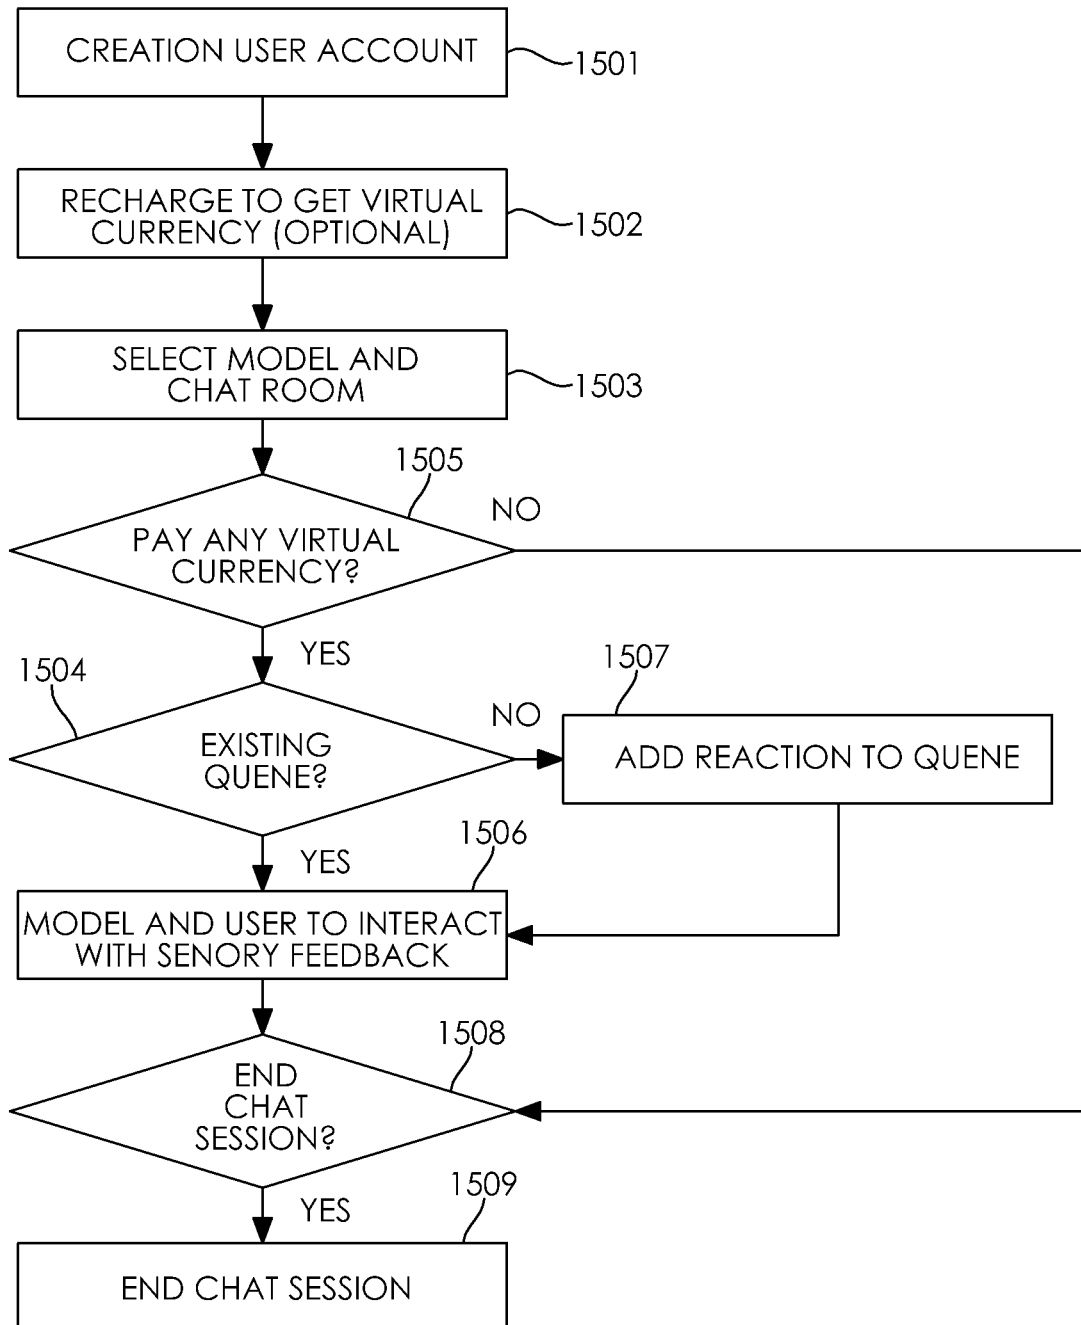 CREATION USER ACCOUNT
1501
RECHARGE TO GET VIRTUAL
CURRENCY (OPTIONAL)
1502
SELECT MODEL AND
CHAT ROOM
1503
1505
PAY ANY VIRTUAL
CURRENCY?
NO
YES
1504
EXISTING
QUENE?
NO
1507
ADD REACTION TO QUENE
YES
1506
MODEL AND USER TO INTERACT
WITH SENORY FEEDBACK
1508
END
CHAT
SESSION?
YES
1509
END CHAT SESSION